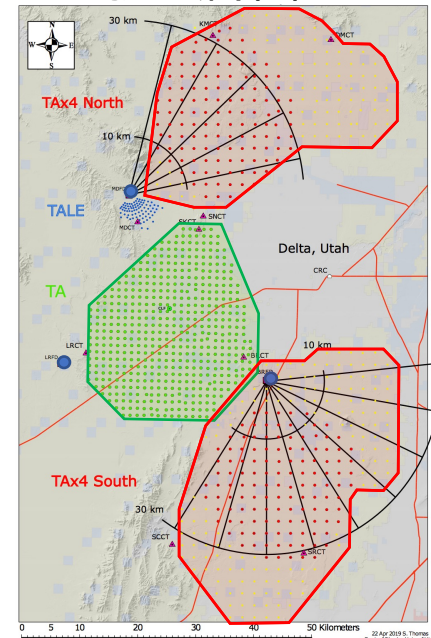 30 km
KMCT
DMCT
N
W E
S
TAx4 North
10 km
MDFD
TALE
MDCT
SNCT
SKCT
Delta, Utah
CRC
TA
CLF
10 km
LRCT
BRCT
LRFD
BRFD
TAx4 South
30 km
SCCT
SRCT
0 5 10 20 30 40 50 Kilometers
22 Apr 2019 S. Thomas